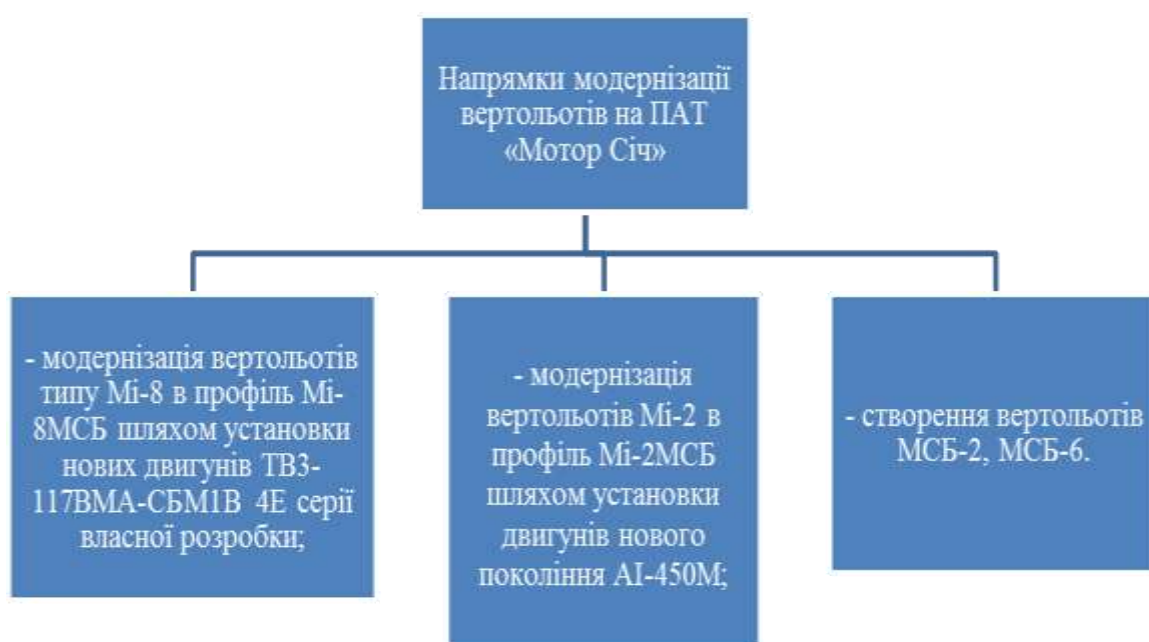 Напрямки модернізації
вертольотів на ПАТ
«Мотор Січ»
- модернізація вертольотів
типу Мі-8 в профіль Мі-
8МСБ шляхом установки
нових двигунів ТВ3-
117ВМА-СБМ1В 4Е серії
власної розробки;
- модернізація
вертольотів Мі-2 в
профіль Мі-2МСБ
шляхом установки
двигунів нового
покоління АІ-450М;
- створення вертольотів
МСБ-2, МСБ-6.